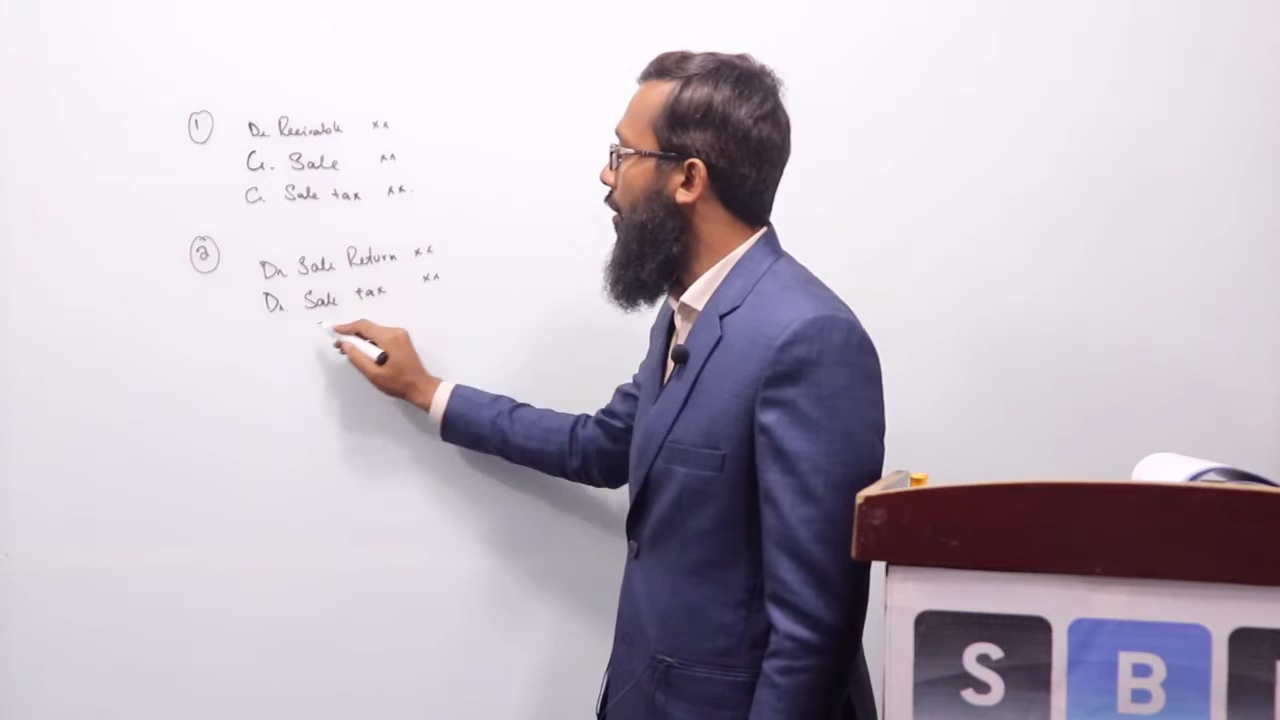 1
Dr. Receivable xx
Cr. Sale xx
Cr. Sale tax xx.
2
Dr. Sale Return xx
Dr. Sale tax xx
S B